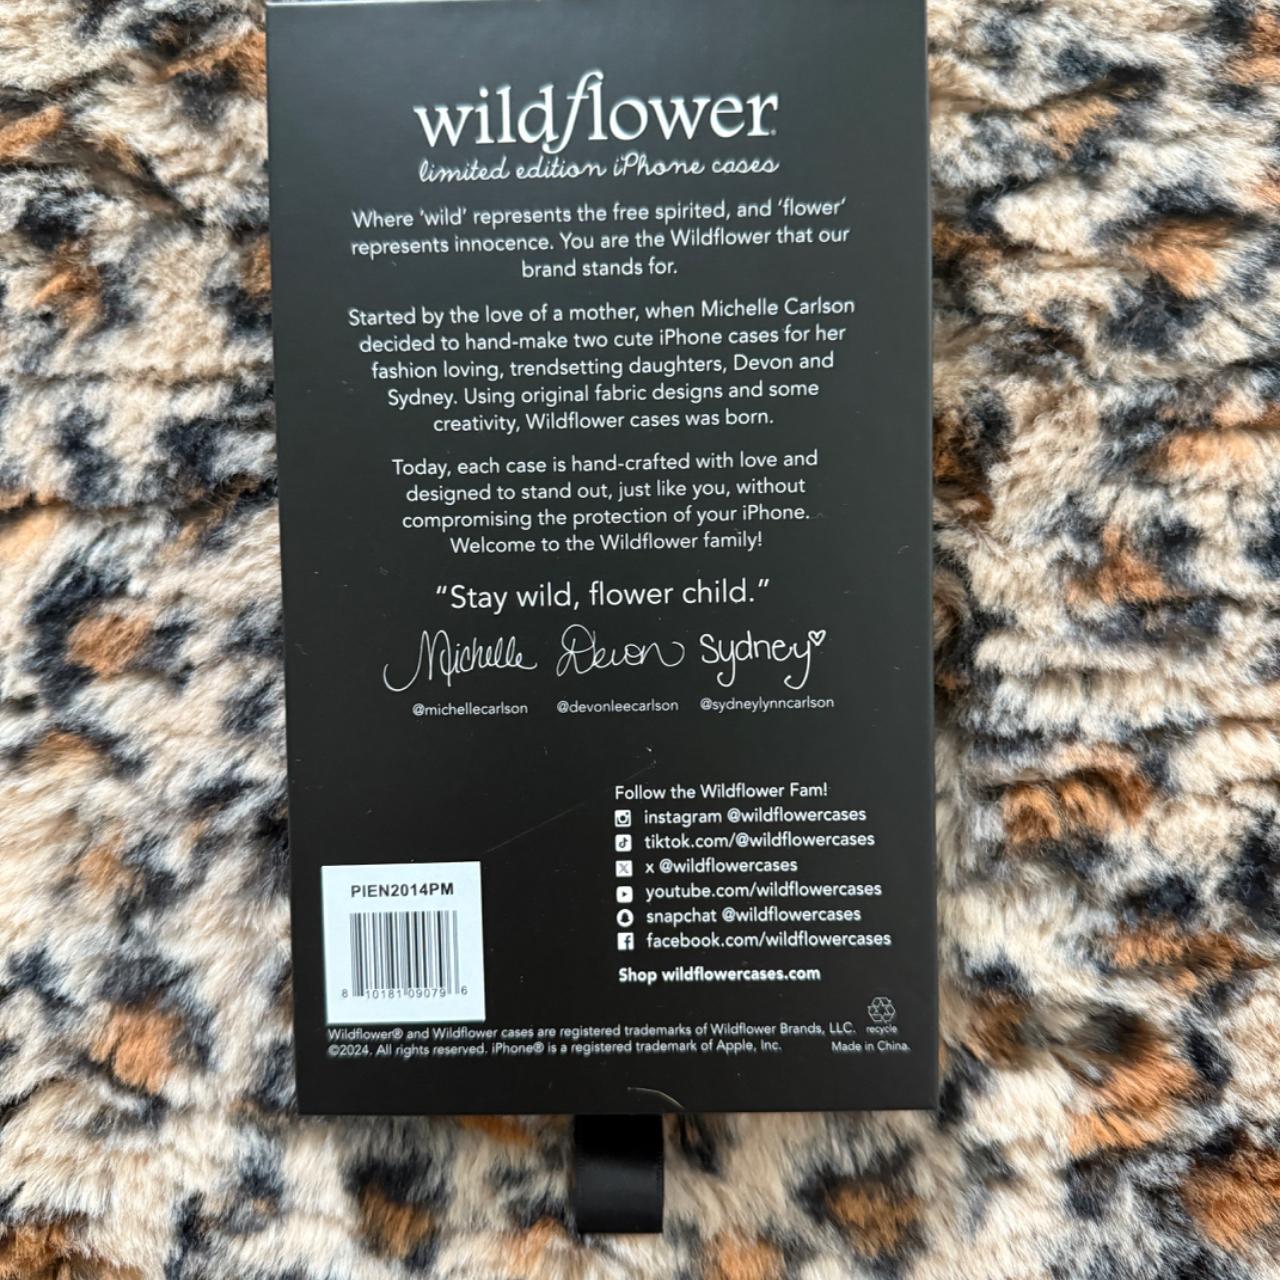 wildflower
limited edition iPhone cases
Where 'wild' represents the free spirited, and 'flower'
represents innocence. You are the Wildflower that our
brand stands for.
Started by the love of a mother, when Michelle Carlson
decided to hand-make two cute iPhone cases for her
fashion loving, trendsetting daughters, Devon and
Sydney. Using original fabric designs and some
creativity, Wildflower cases was born.
Today, each case is hand-crafted with love and
designed to stand out, just like you, without
compromising the protection of your iPhone.
Welcome to the Wildflower family!
“Stay wild, flower child.”
Michelle Devon Sydney♡
@michellecarlson @devonleecarlson @sydneylynncarlson
Follow the Wildflower Fam!
instagram @wildflowercases
tiktok.com/@wildflowercases
x @wildflowercases
youtube.com/wildflowercases
snapchat @wildflowercases
facebook.com/wildflowercases
Shop wildflowercases.com
PIEN2014PM
8 10181 09079 6
Wildflower® and Wildflower cases are registered trademarks of Wildflower Brands, LLC.
©2024. All rights reserved. iPhone® is a registered trademark of Apple, Inc.
recycle
Made in China.